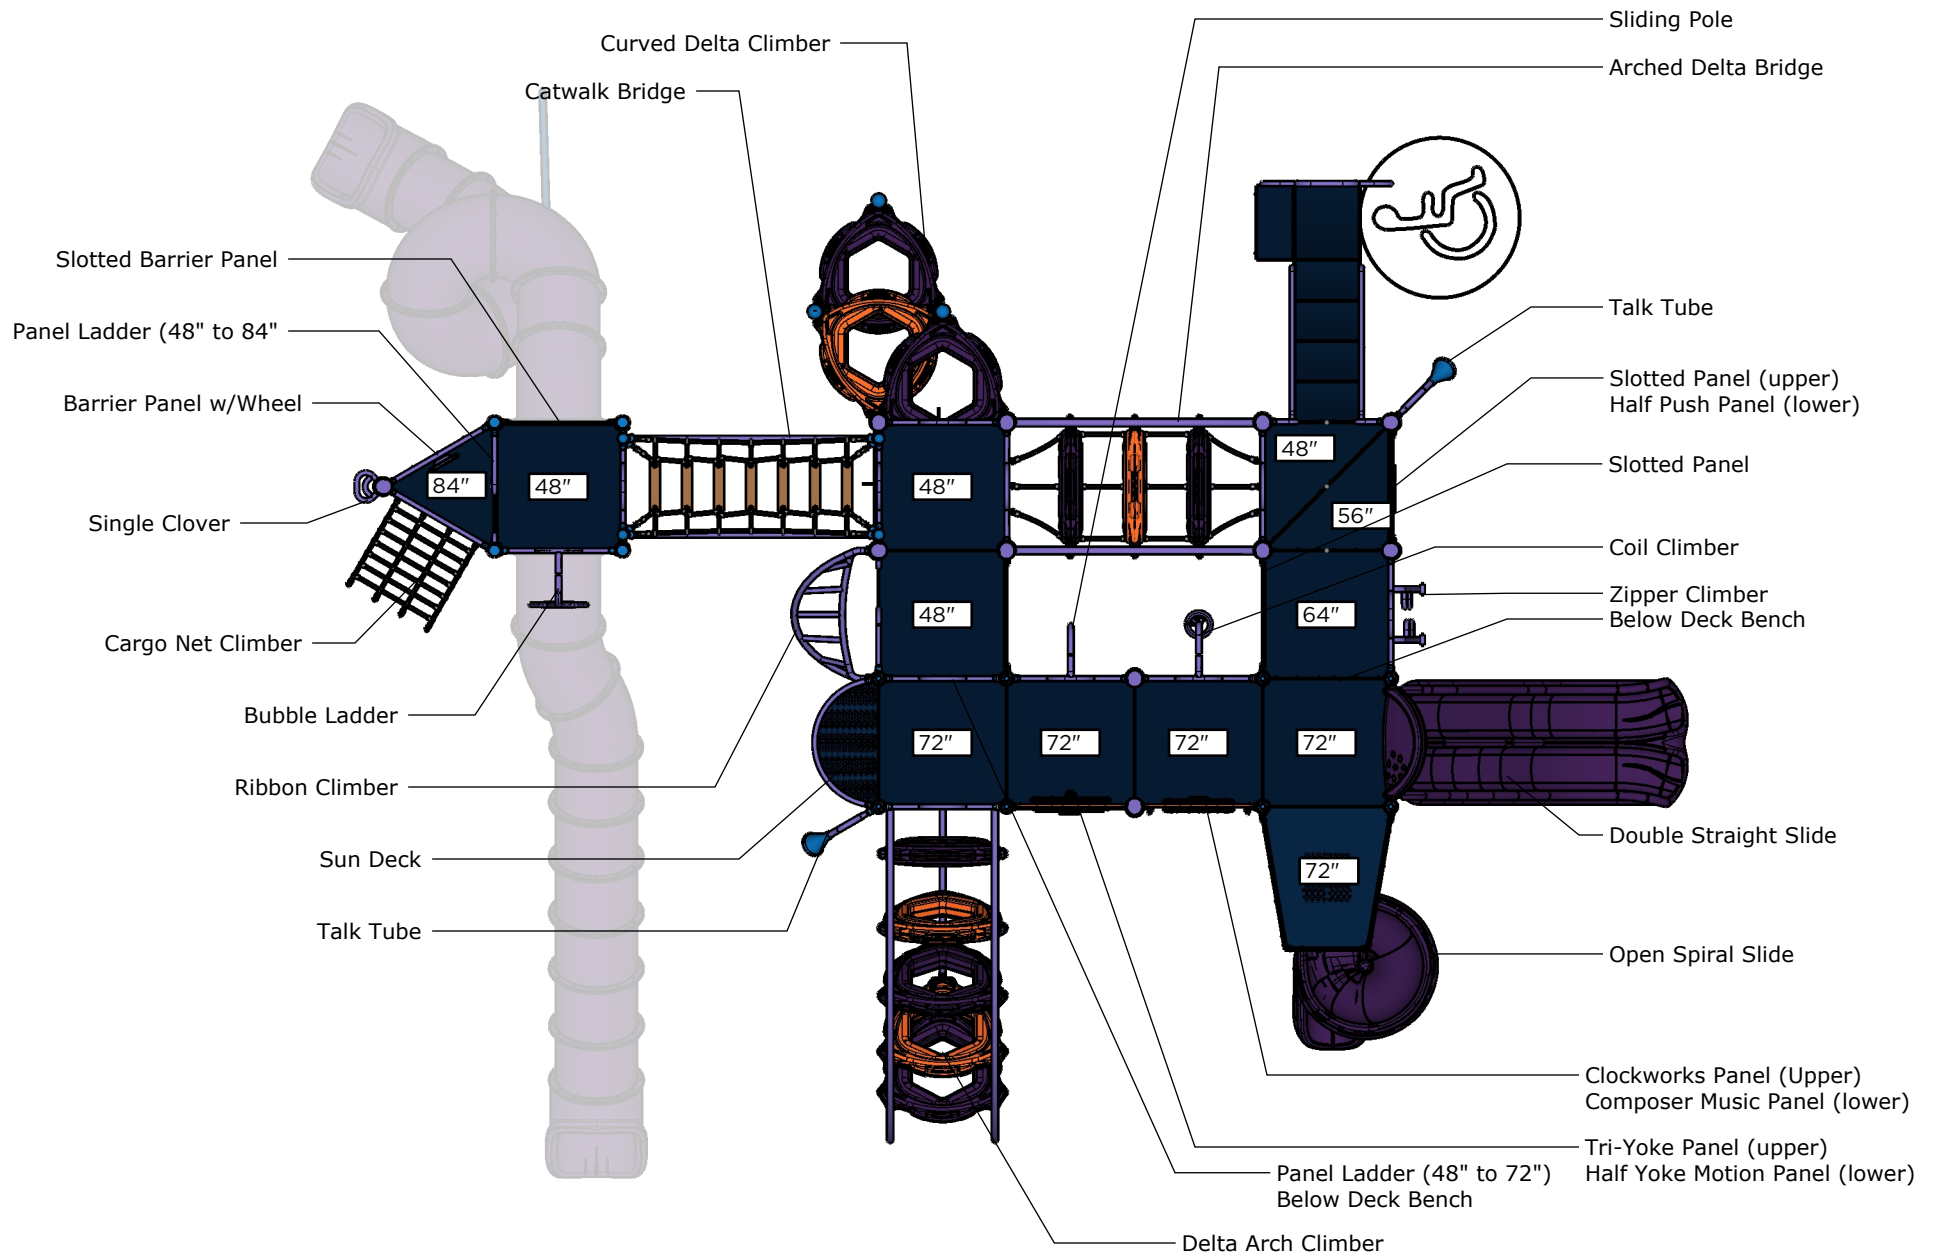 Sliding Pole
Curved Delta Climber
Arched Delta Bridge
Catwalk Bridge
Slotted Barrier Panel
Talk Tube
Panel Ladder (48" to 84"
Slotted Panel (upper)
Half Push Panel (lower)
Barrier Panel w/Wheel
48"
Slotted Panel
84"
48"
48"
56"
Single Clover
Coil Climber
Zipper Climber
Below Deck Bench
48"
64"
Cargo Net Climber
Bubble Ladder
72"
72"
72"
72"
Ribbon Climber
Double Straight Slide
Sun Deck
72"
Talk Tube
Open Spiral Slide
Clockworks Panel (Upper)
Composer Music Panel (lower)
Tri-Yoke Panel (upper)
Half Yoke Motion Panel (lower)
Panel Ladder (48" to 72")
Below Deck Bench
Delta Arch Climber